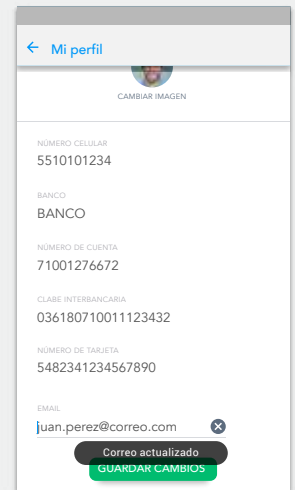 Mi perfil
CAMBIAR IMAGEN
NÚMERO CELULAR
5510101234
BANCO
BANCO
NÚMERO DE CUENTA
71001276672
CLABE INTERBANCARIA
036180710011123432
NÚMERO DE TARJETA
5482341234567890
EMAIL
juan.perez@correo.com
Correo actualizado
GUARDAR CAMBIOS